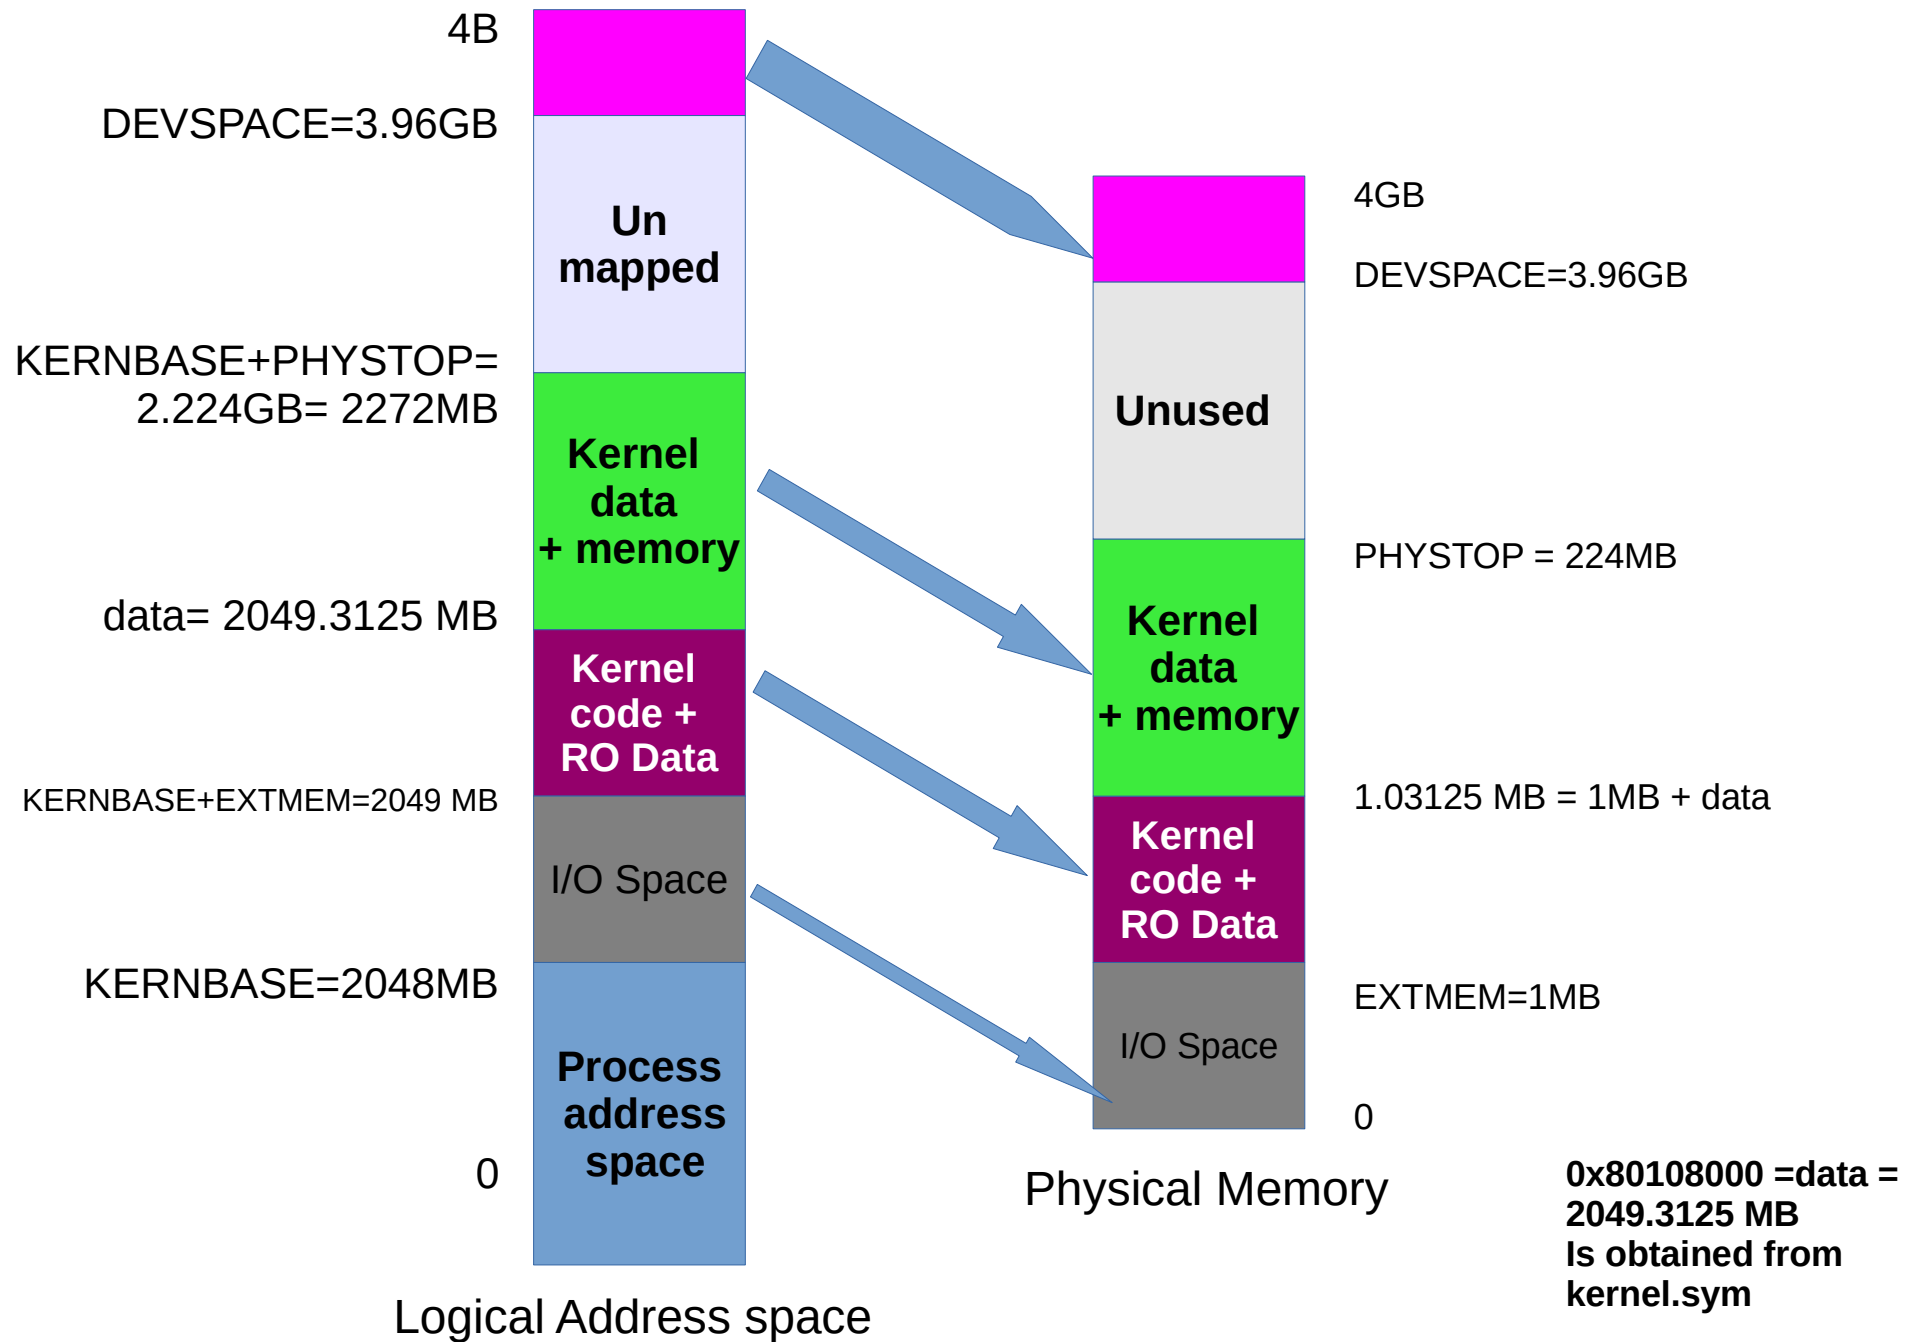 4B
DEVSPACE=3.96GB
Un
mapped
KERNBASE+PHYSTOP=
2.224GB= 2272MB
Kernel
data
+ memory
data= 2049.3125 MB
Kernel
code +
RO Data
KERNBASE+EXTMEM=2049 MB
I/O Space
KERNBASE=2048MB
Process
address
space
0
Logical Address space
4GB
DEVSPACE=3.96GB
Unused
PHYSTOP = 224MB
Kernel
data
+ memory
1.03125 MB = 1MB + data
Kernel
code +
RO Data
EXTMEM=1MB
I/O Space
0
Physical Memory
0x80108000 =data =
2049.3125 MB
Is obtained from
kernel.sym